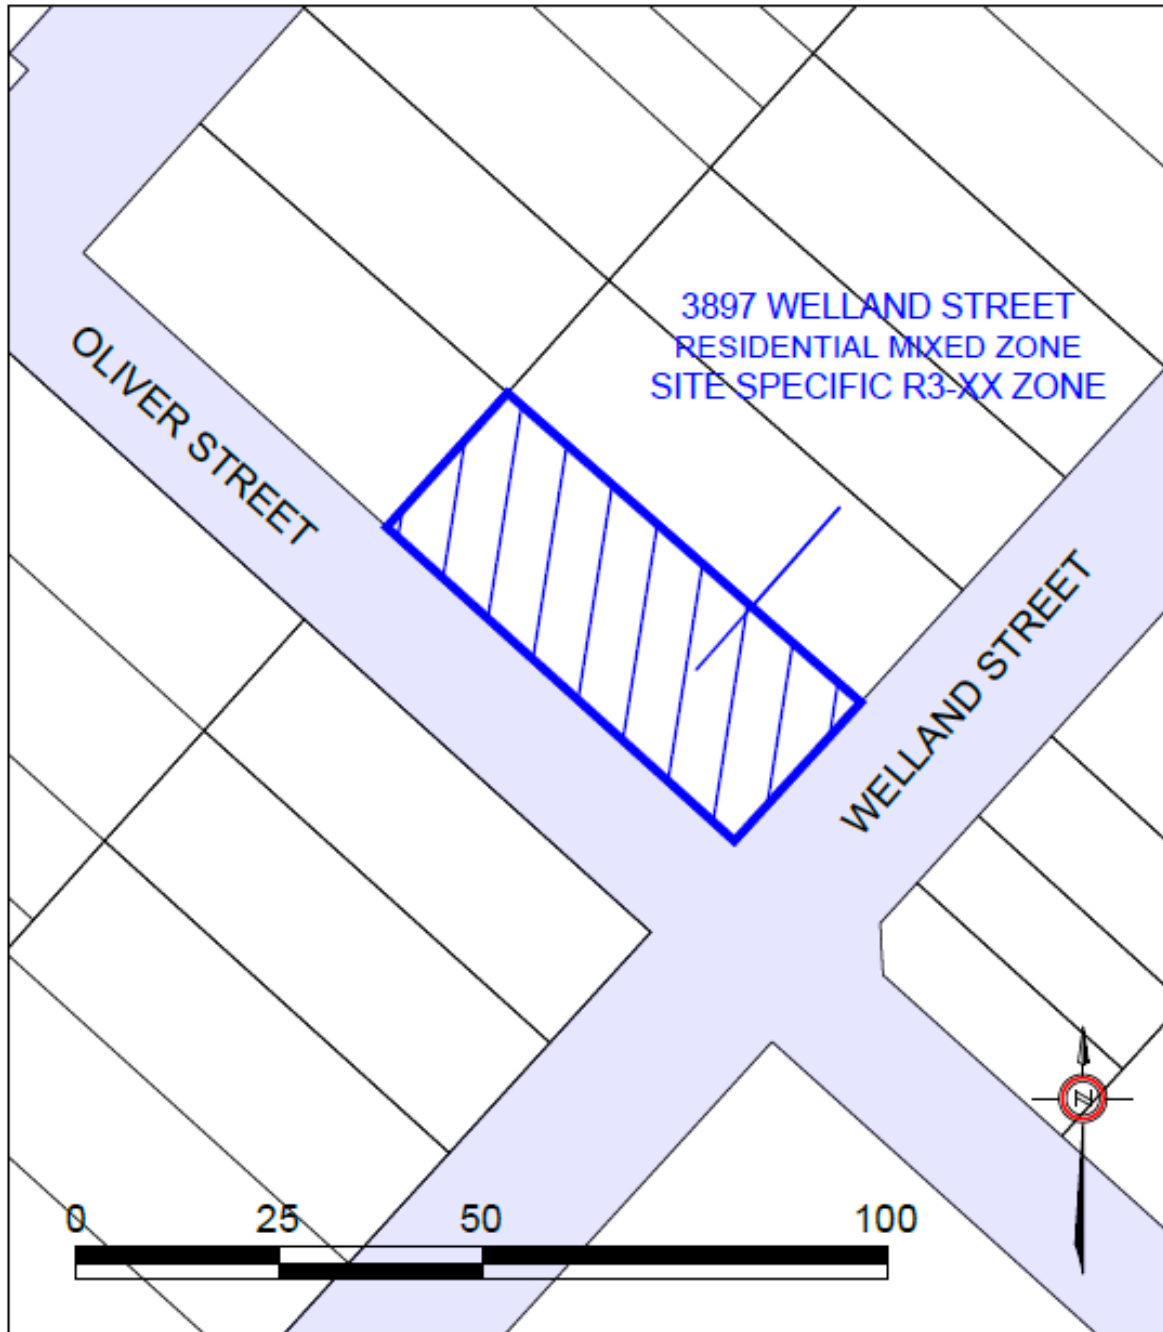 3897 WELLAND STREET
RESIDENTIAL MIXED ZONE
SITE SPECIFIC R3-XX ZONE
OLIVER STREET
WELLAND STREET
N
0 25 50 100